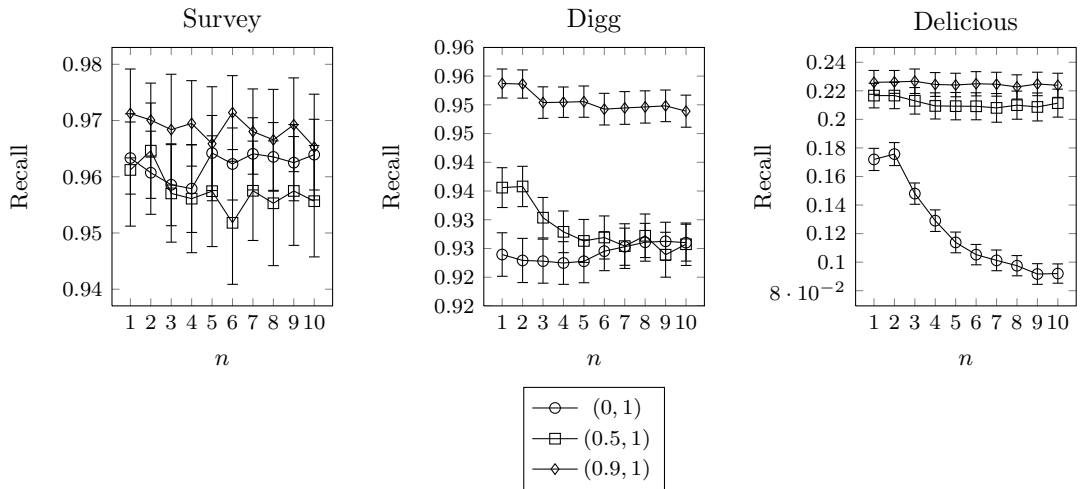 Survey
0.98
0.97
0.96
0.95
0.94
Recall
1 2 3 4 5 6 7 8 9 10
n
Digg
0.96
0.96
0.95
0.95
0.94
0.94
0.93
0.93
0.92
0.92
Recall
1 2 3 4 5 6 7 8 9 10
n
Delicious
0.24
0.22
0.2
0.18
0.16
0.14
0.12
0.1
8 · 10⁻²
Recall
1 2 3 4 5 6 7 8 9 10
n
(0, 1)
(0.5, 1)
(0.9, 1)